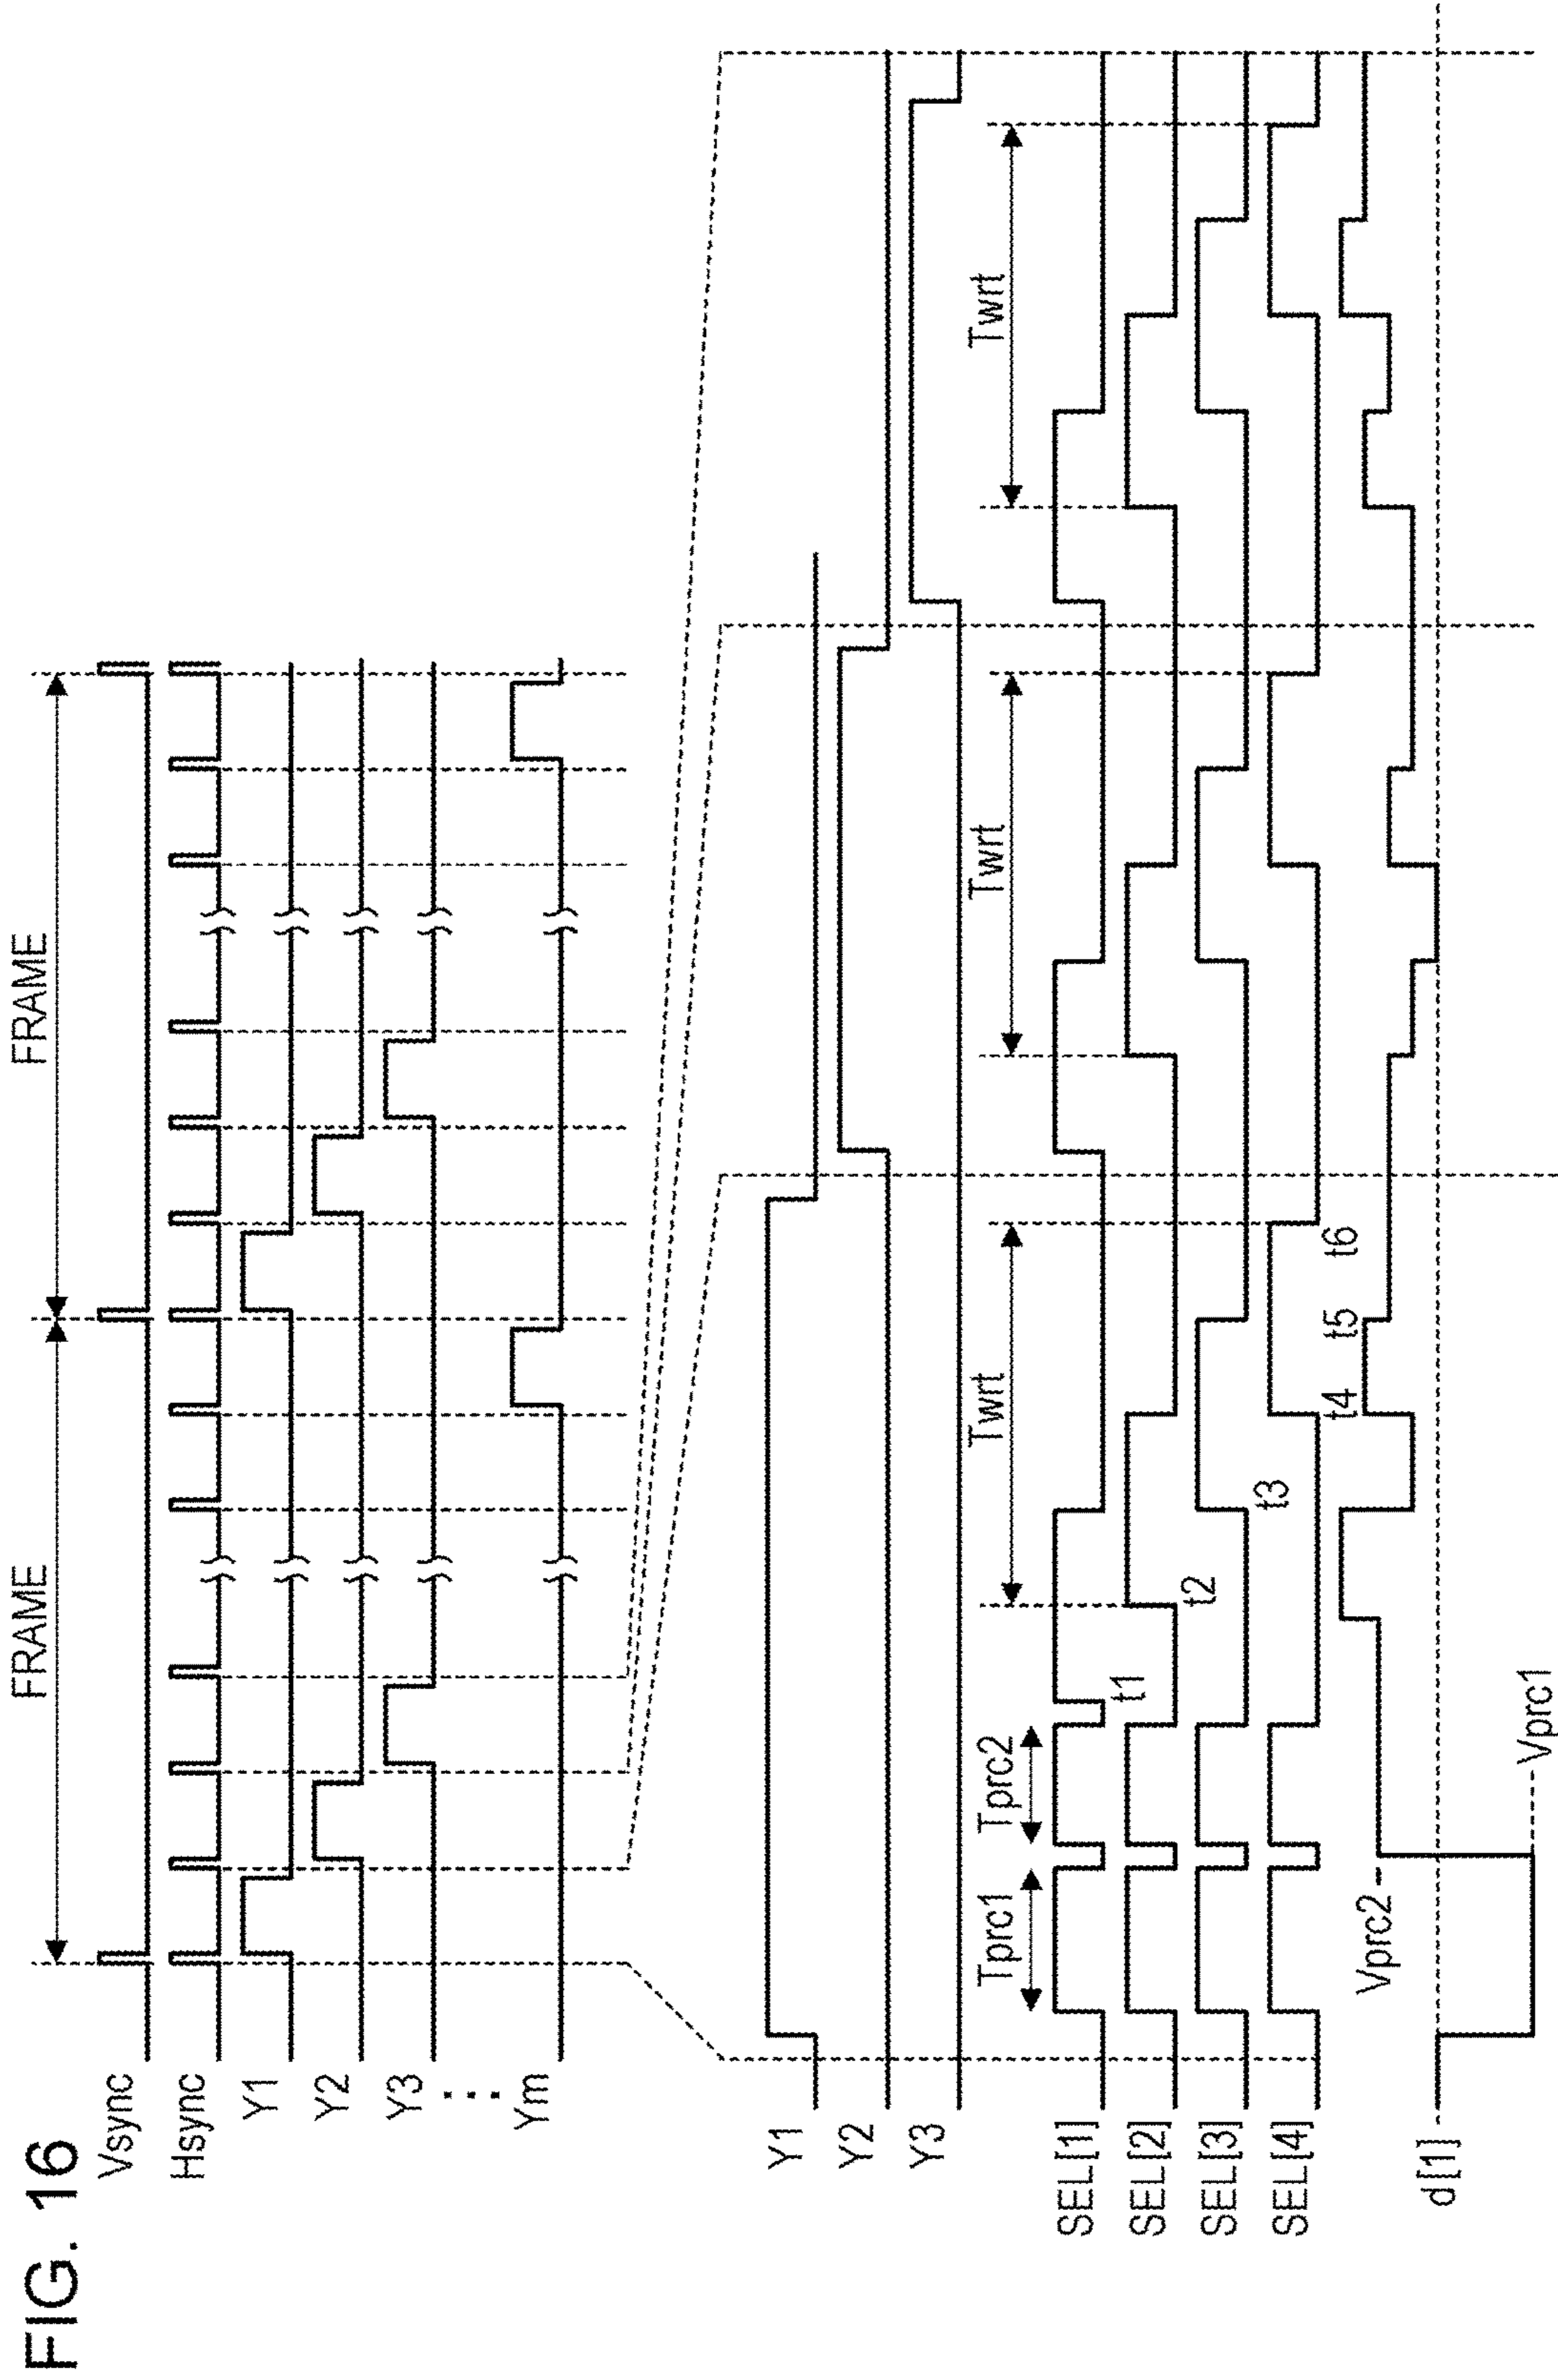 FIG. 16
FRAME
FRAME
Vsync
Hsync
Y1
Y2
Y3
⋮
Ym
Y1
Y2
Y3
Tprc1
Tprc2
Twrt
Twrt
Twrt
SEL[1]
t1
SEL[2]
t2
SEL[3]
t3
SEL[4]
t4
t5
t6
Vprc2
d[1]
Vprc1